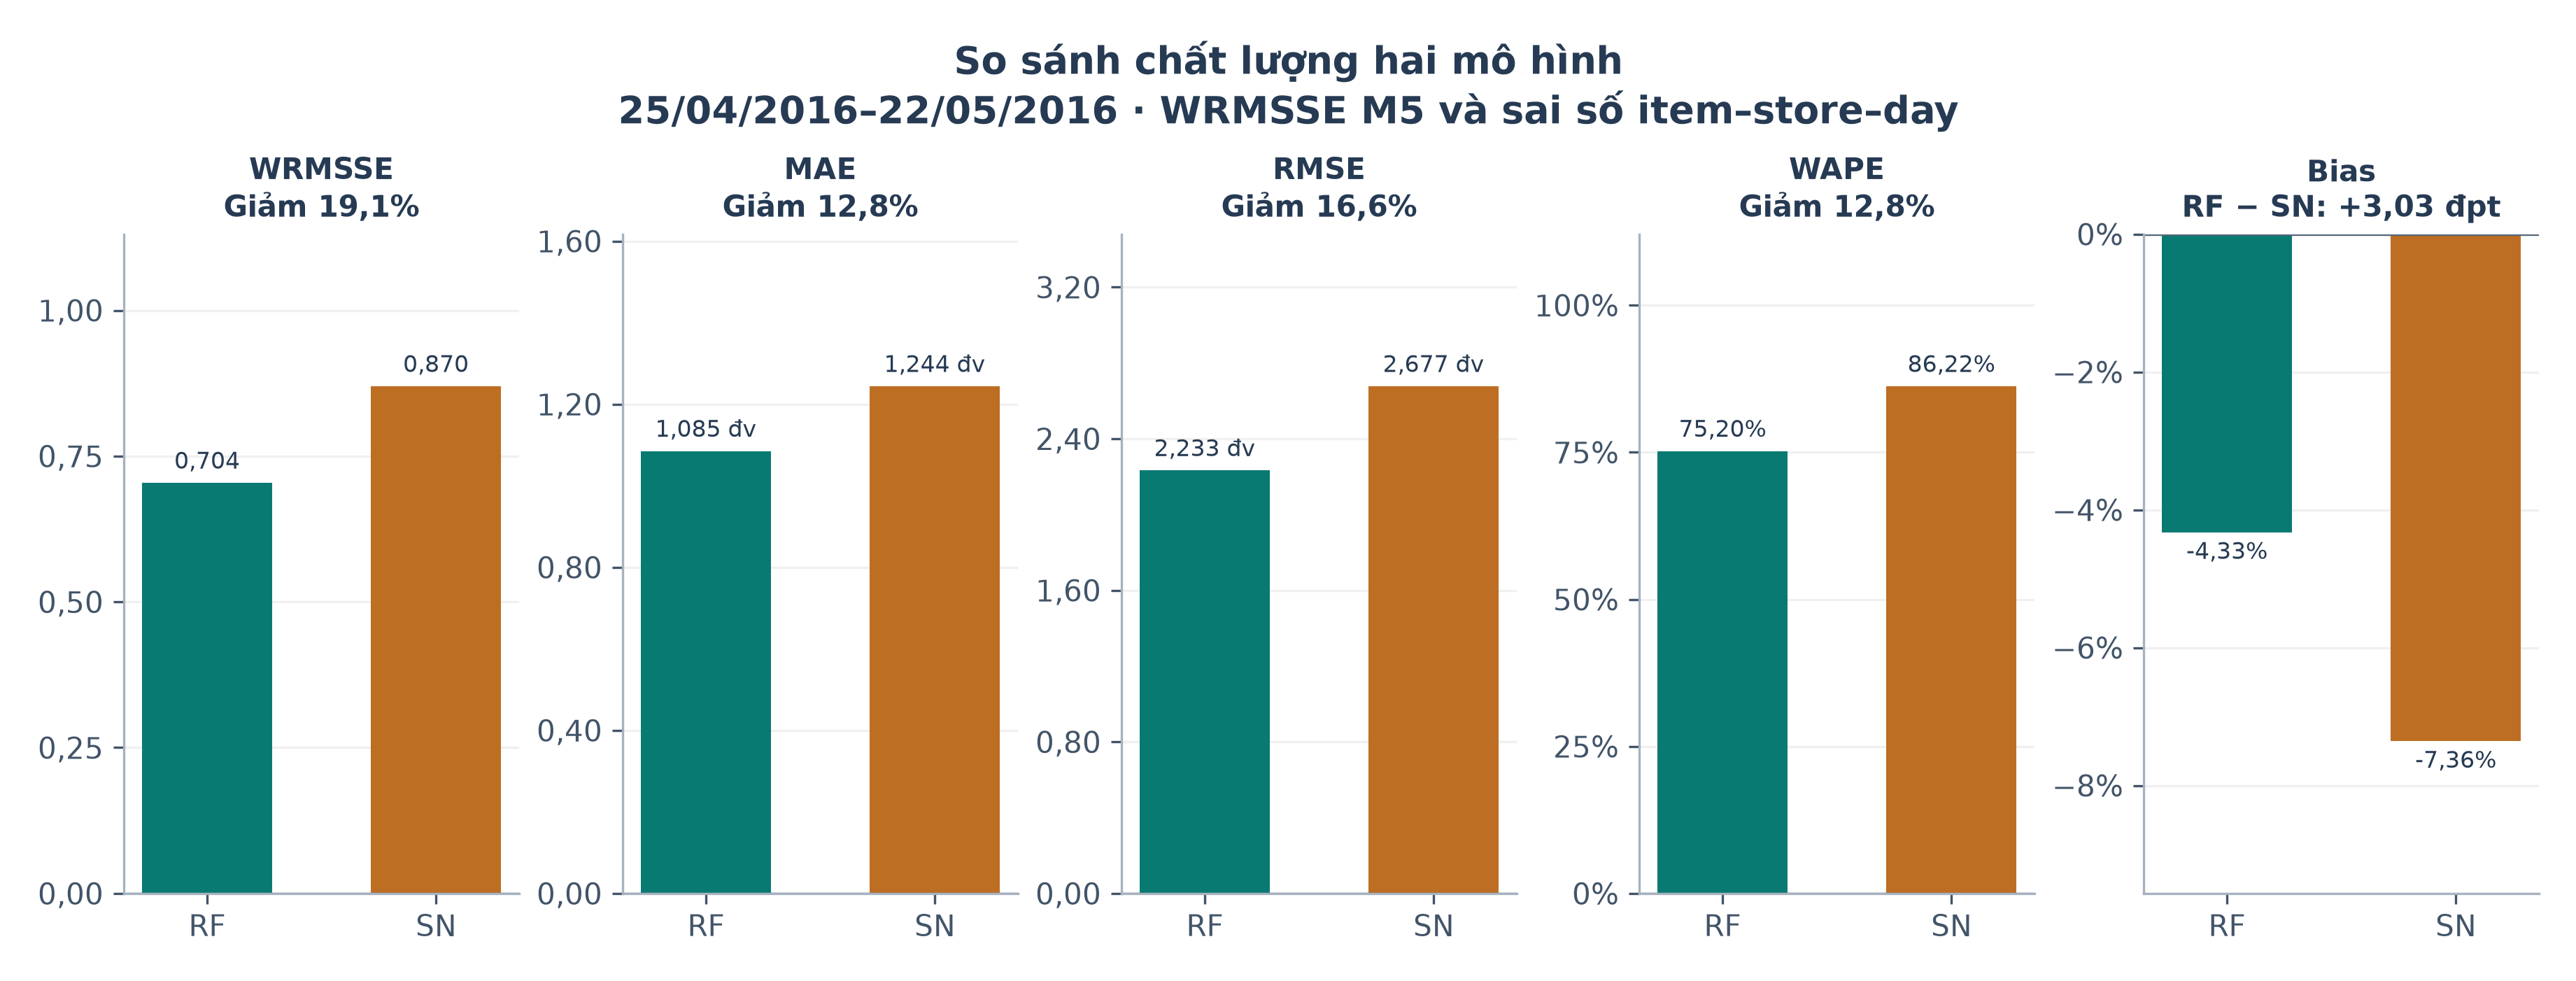 So sánh chất lượng hai mô hình
25/04/2016–22/05/2016 · WRMSSE M5 và sai số item–store–day
WRMSSE
Giảm 19,1%
1,00
0,75
0,50
0,25
0,00
0,704
0,870
RF
SN
MAE
Giảm 12,8%
1,60
1,20
0,80
0,40
0,00
1,085 đv
1,244 đv
RF
SN
RMSE
Giảm 16,6%
3,20
2,40
1,60
0,80
0,00
2,233 đv
2,677 đv
RF
SN
WAPE
Giảm 12,8%
100%
75%
50%
25%
0%
75,20%
86,22%
RF
SN
Bias
RF − SN: +3,03 đpt
0%
−2%
−4%
−6%
−8%
-4,33%
-7,36%
RF
SN